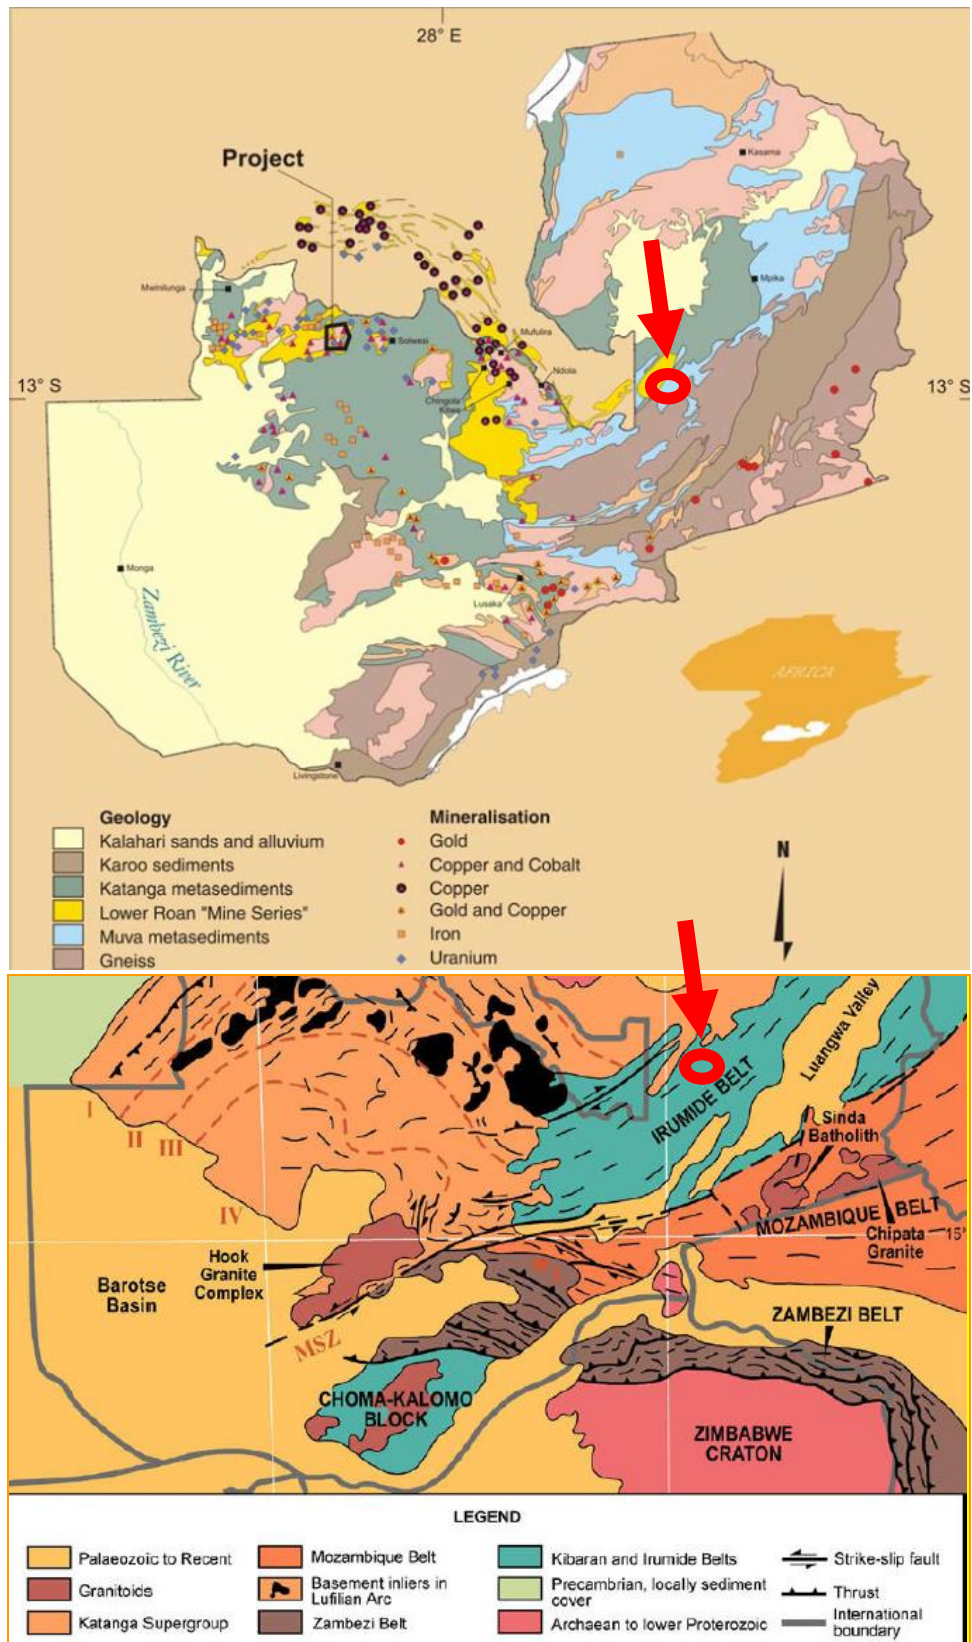 28° E
Project
Kasama
Mwinilunga
Mpika
Solwesi
Mufulira
13° S
13° S
Ndola
Chingola
Kitwe
Monga
Zambezi River
Lusaka
AFRICA
Livingstone
Geology
Kalahari sands and alluvium
Karoo sediments
Katanga metasediments
Lower Roan "Mine Series"
Muva metasediments
Gneiss
Mineralisation
Gold
Copper and Cobalt
Copper
Gold and Copper
Iron
Uranium
N
Luangwa Valley
IRUMIDE BELT
Sinda
Batholith
I
II
III
IV
MOZAMBIQUE BELT
Chipata
Granite
15°
Hook
Granite
Complex
Barotse
Basin
MSZ
ZAMBEZI BELT
CHOMA-KALOMO
BLOCK
ZIMBABWE
CRATON
LEGEND
Palaeozoic to Recent
Granitoids
Katanga Supergroup
Mozambique Belt
Basement inliers in
Lufilian Arc
Zambezi Belt
Kibaran and Irumide Belts
Precambrian, locally sediment
cover
Archaean to lower Proterozoic
Strike-slip fault
Thrust
International
boundary